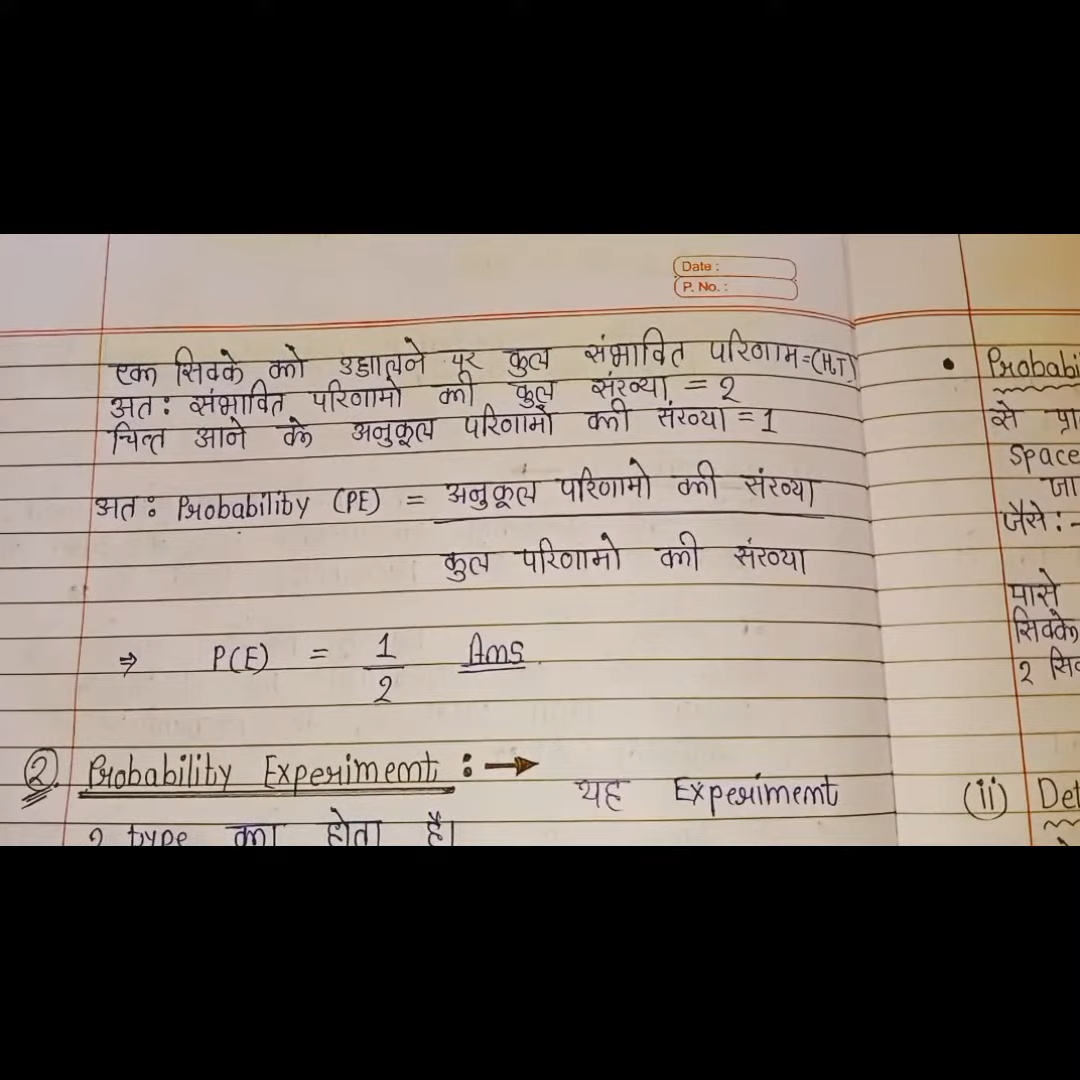 Date :
P. No. :
एक सिक्के को उछालने पर कुल संभावित परिणाम=(H,T)
अत: संभावित परिणामो की कुल संख्या = 2
चित्त आने के अनुकूल परिणामों की संख्या = 1
अत: Probability (PE) = अनुकूल परिणामो की संख्या
कुल परिणामो की संख्या
⇒ P(E) = 1
2
Ans.
② Probability Experiment :→
यह Experiment
2 type का होता है।
• Probabi
से प्रा
space
जा
जैसे :-
पासे
सिक्के
2 सि
(ii) Det